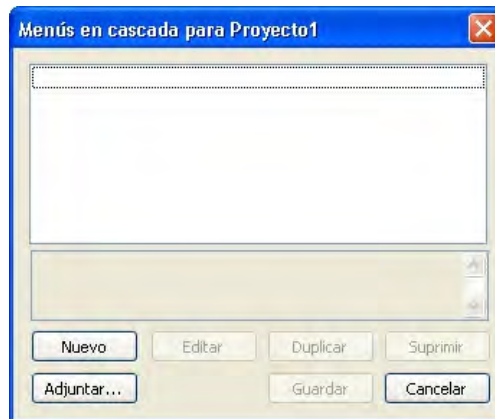 Menús en cascada para Proyecto1
Nuevo Editar Duplicar Suprimir
Adjuntar... Guardar Cancelar